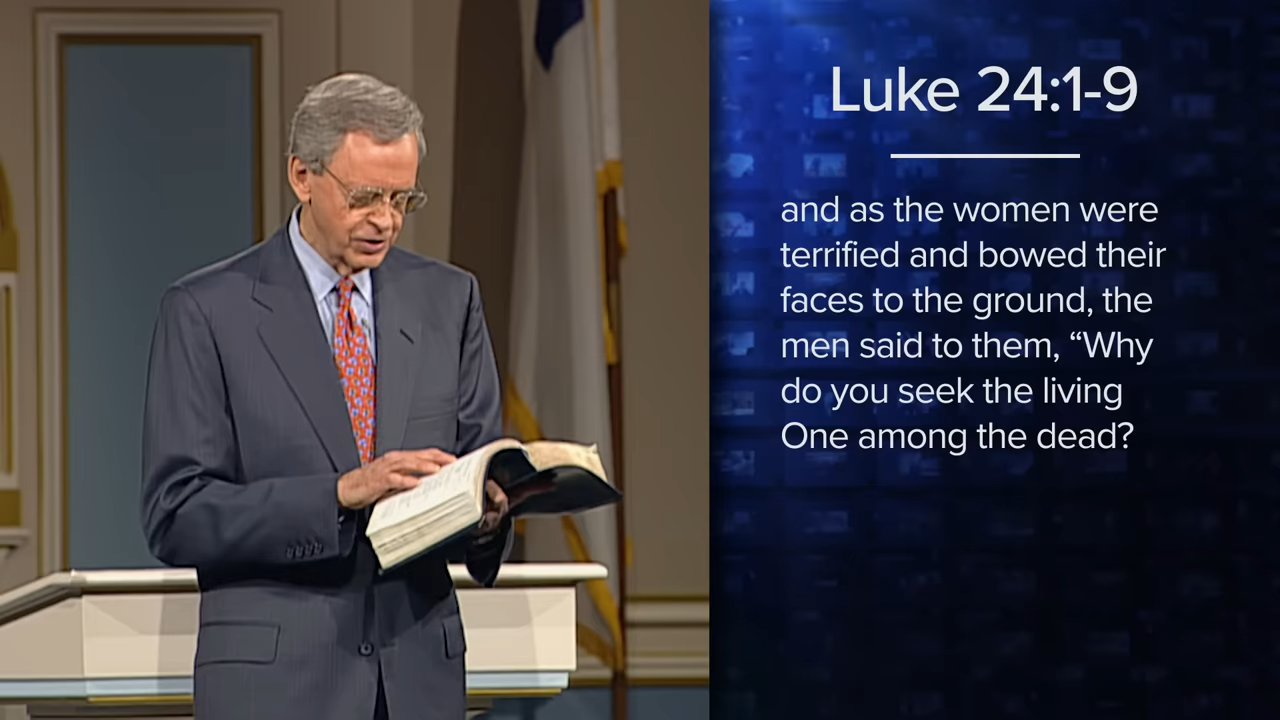 Luke 24:1-9
and as the women were
terrified and bowed their
faces to the ground, the
men said to them, “Why
do you seek the living
One among the dead?